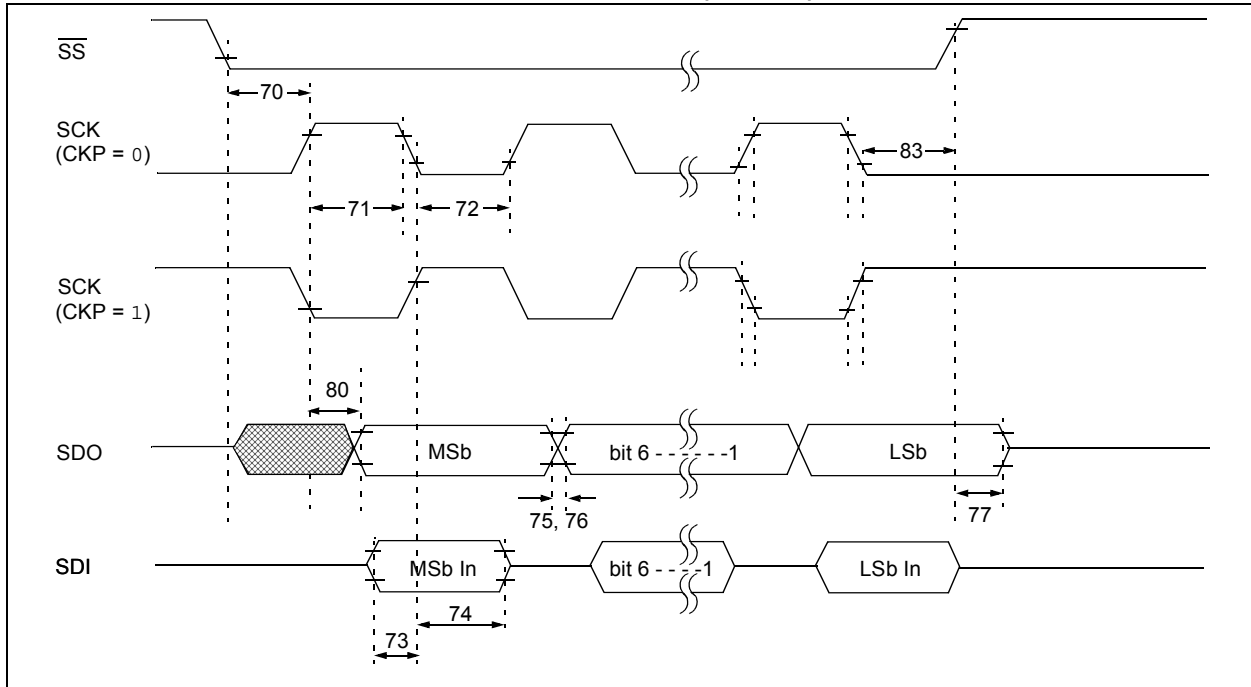 SS
70
SCK
(CKP = 0)
83
71
72
SCK
(CKP = 1)
80
SDO
MSb
bit 6 - - - - - - -1
LSb
75, 76
77
SDI
MSb In
bit 6 - - - - -1
LSb In
74
73